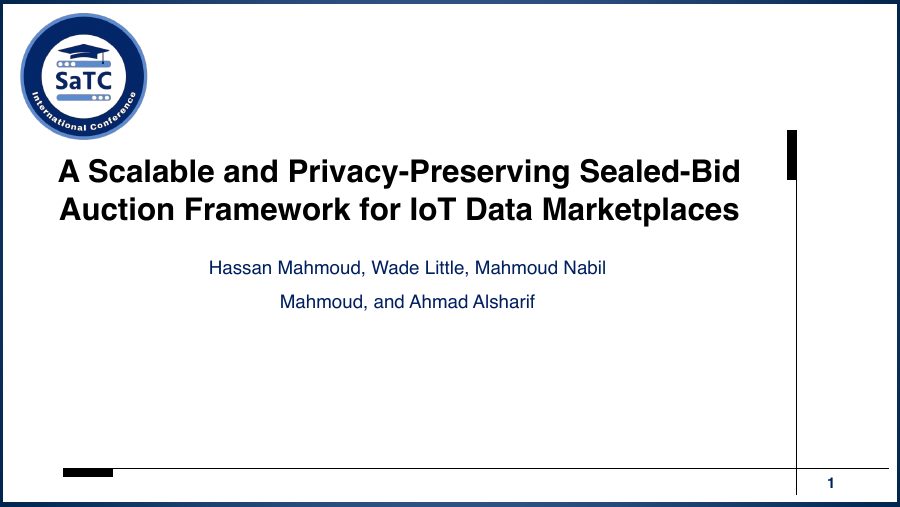 SaTC
International Conference
A Scalable and Privacy-Preserving Sealed-Bid
Auction Framework for IoT Data Marketplaces
Hassan Mahmoud, Wade Little, Mahmoud Nabil
Mahmoud, and Ahmad Alsharif
1